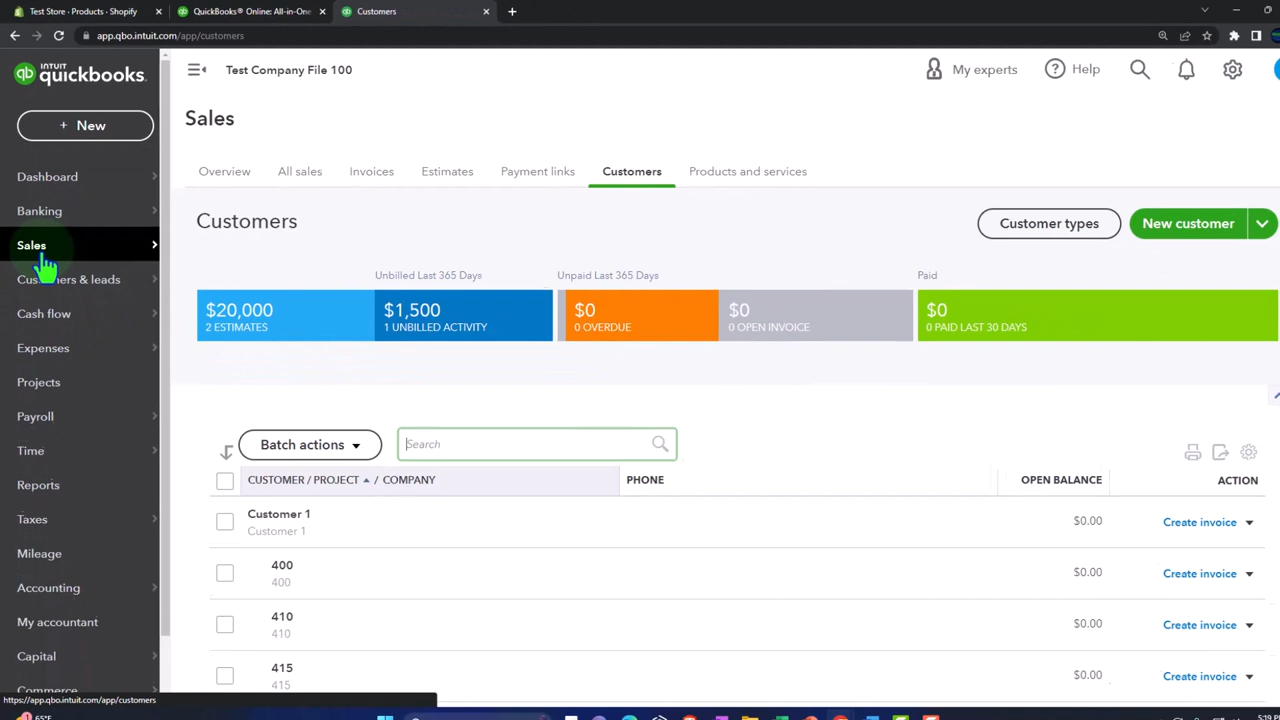 Test Store · Products · Shopify
QuickBooks® Online: All-in-One
Customers
app.qbo.intuit.com/app/customers
INTUIT
quickbooks.
Test Company File 100
My experts
Help
+ New
Sales
Dashboard
Banking
Sales
Customers & leads
Cash flow
Expenses
Projects
Payroll
Time
Reports
Taxes
Mileage
Accounting
My account
Capital
Commerce
Overview
All sales
Invoices
Estimates
Payment links
Customers
Products and services
Customers
Customer types
New customer
Unbilled Last 365 Days
Unpaid Last 365 Days
Paid
$20,000
2 ESTIMATES
$1,500
1 UNBILLED ACTIVITY
$0
0 OVERDUE
$0
0 OPEN INVOICE
$0
0 PAID LAST 30 DAYS
Batch actions
Search
CUSTOMER / PROJECT / COMPANY
PHONE
OPEN BALANCE
ACTION
Customer 1
Customer 1
$0.00
Create invoice
400
400
$0.00
Create invoice
410
410
$0.00
Create invoice
415
415
$0.00
Create invoice
https://app.qbo.intuit.com/app/customers
65°F